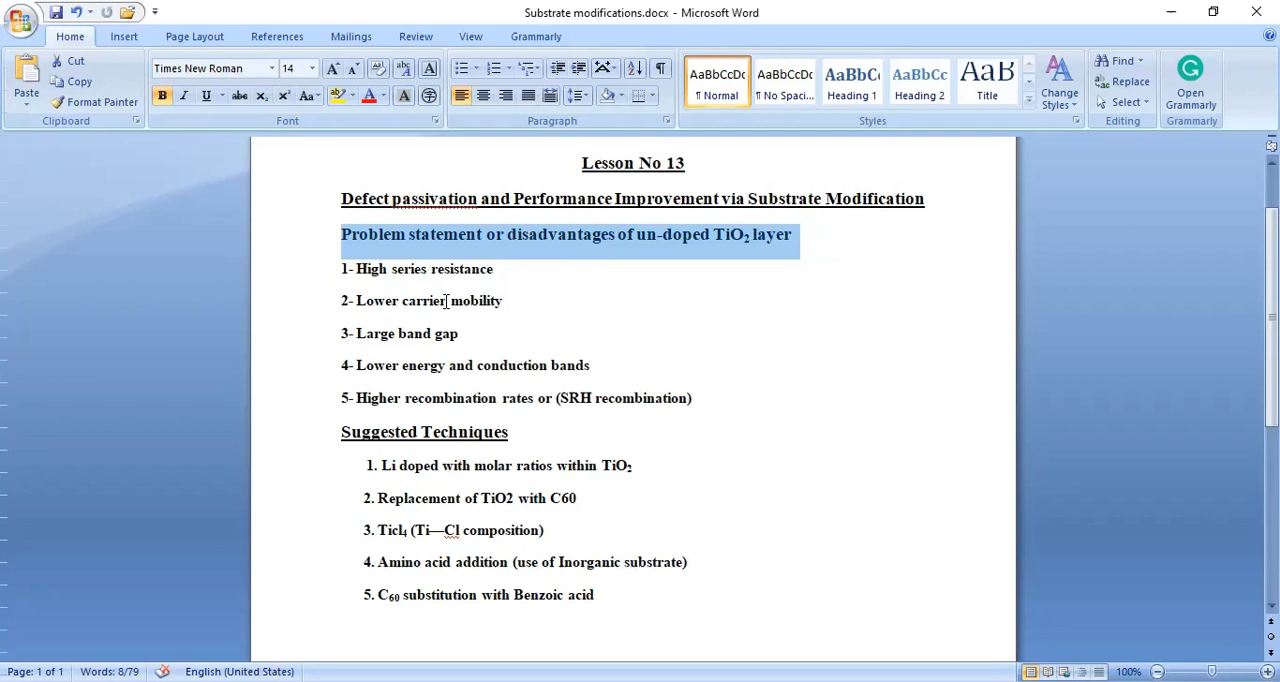 Substrate modifications.docx - Microsoft Word
Home Insert Page Layout References Mailings Review View Grammarly
Paste
Cut
Copy
Format Painter
Clipboard
Times New Roman 14
Font
Paragraph
AaBbCcDc
¶ Normal
AaBbCcDc
¶ No Spaci...
AaBbCc
Heading 1
AaBbCc
Heading 2
AaB
Title
Change
Styles
Styles
Find
Replace
Select
Editing
Open
Grammarly
Grammarly
Lesson No 13
Defect passivation and Performance Improvement via Substrate Modification
Problem statement or disadvantages of un-doped TiO₂ layer
1- High series resistance
2- Lower carrier mobility
3- Large band gap
4- Lower energy and conduction bands
5- Higher recombination rates or (SRH recombination)
Suggested Techniques
1. Li doped with molar ratios within TiO₂
2. Replacement of TiO2 with C60
3. Ticl₄ (Ti—Cl composition)
4. Amino acid addition (use of Inorganic substrate)
5. C₆₀ substitution with Benzoic acid
Page: 1 of 1 Words: 8/79 English (United States) 100%